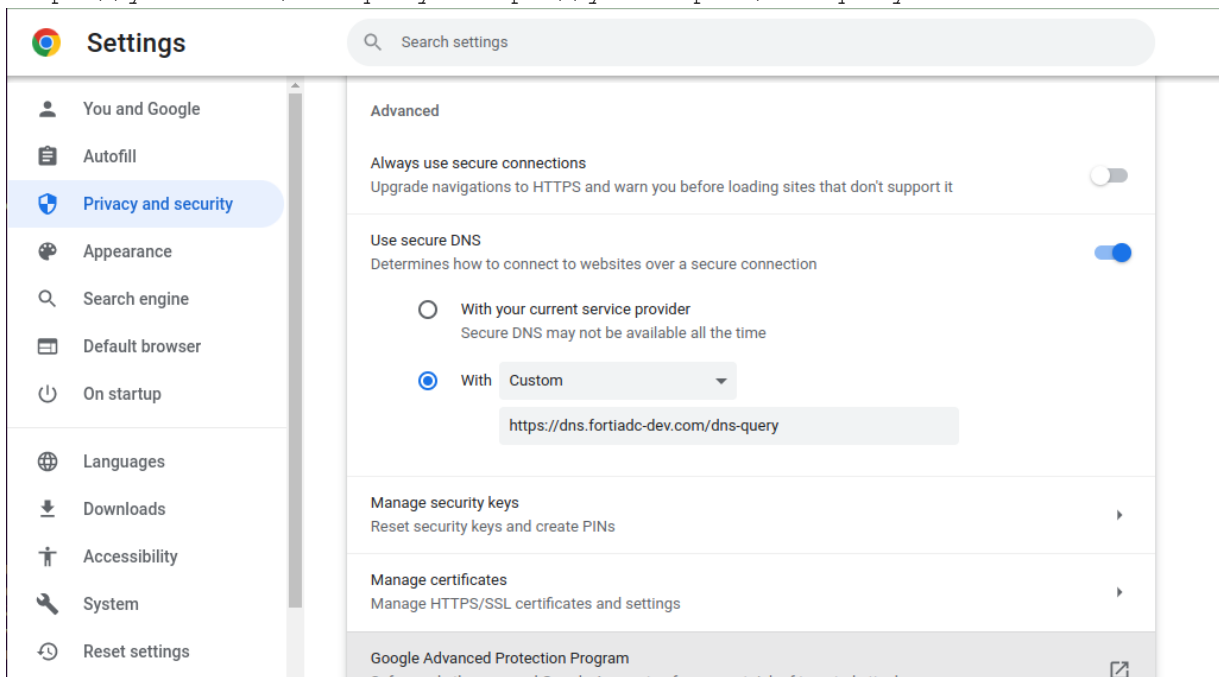 Settings
Search settings
You and Google
Autofill
Privacy and security
Appearance
Search engine
Default browser
On startup
Languages
Downloads
Accessibility
System
Reset settings
Advanced
Always use secure connections
Upgrade navigations to HTTPS and warn you before loading sites that don't support it
Use secure DNS
Determines how to connect to websites over a secure connection
With your current service provider
Secure DNS may not be available all the time
With Custom
https://dns.fortiadc-dev.com/dns-query
Manage security keys
Reset security keys and create PINs
Manage certificates
Manage HTTPS/SSL certificates and settings
Google Advanced Protection Program